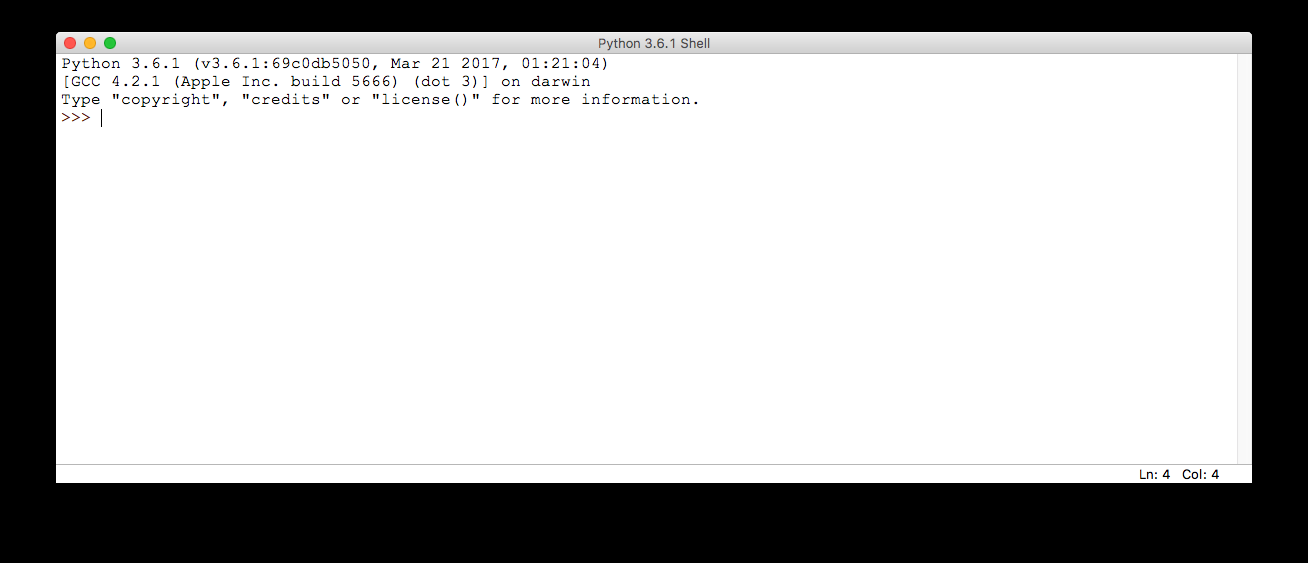 Python 3.6.1 Shell
Python 3.6.1 (v3.6.1:69c0db5050, Mar 21 2017, 01:21:04)
[GCC 4.2.1 (Apple Inc. build 5666) (dot 3)] on darwin
Type "copyright", "credits" or "license()" for more information.
>>>
Ln: 4 Col: 4